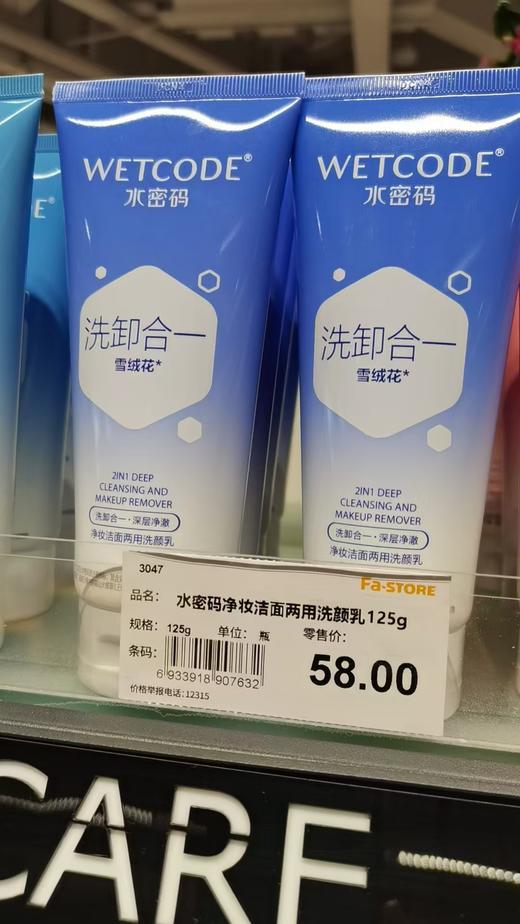 E®
WETCODE®
水密码
洗卸合一
雪绒花*
2IN1 DEEP
CLEANSING AND
MAKEUP REMOVER
洗卸合一·深层净澈
净妆洁面两用洗颜乳
WETCODE®
水密码
洗卸合一
雪绒花*
2IN1 DEEP
CLEANSING AND
MAKEUP REMOVER
洗卸合一·深层净澈
净妆洁面两用洗颜乳
3047
Fa-STORE
品名: 水密码净妆洁面两用洗颜乳125g
规格: 125g 单位: 瓶 零售价:
条码:
58.00
6 933918 907632
价格举报电话:12315
CARE